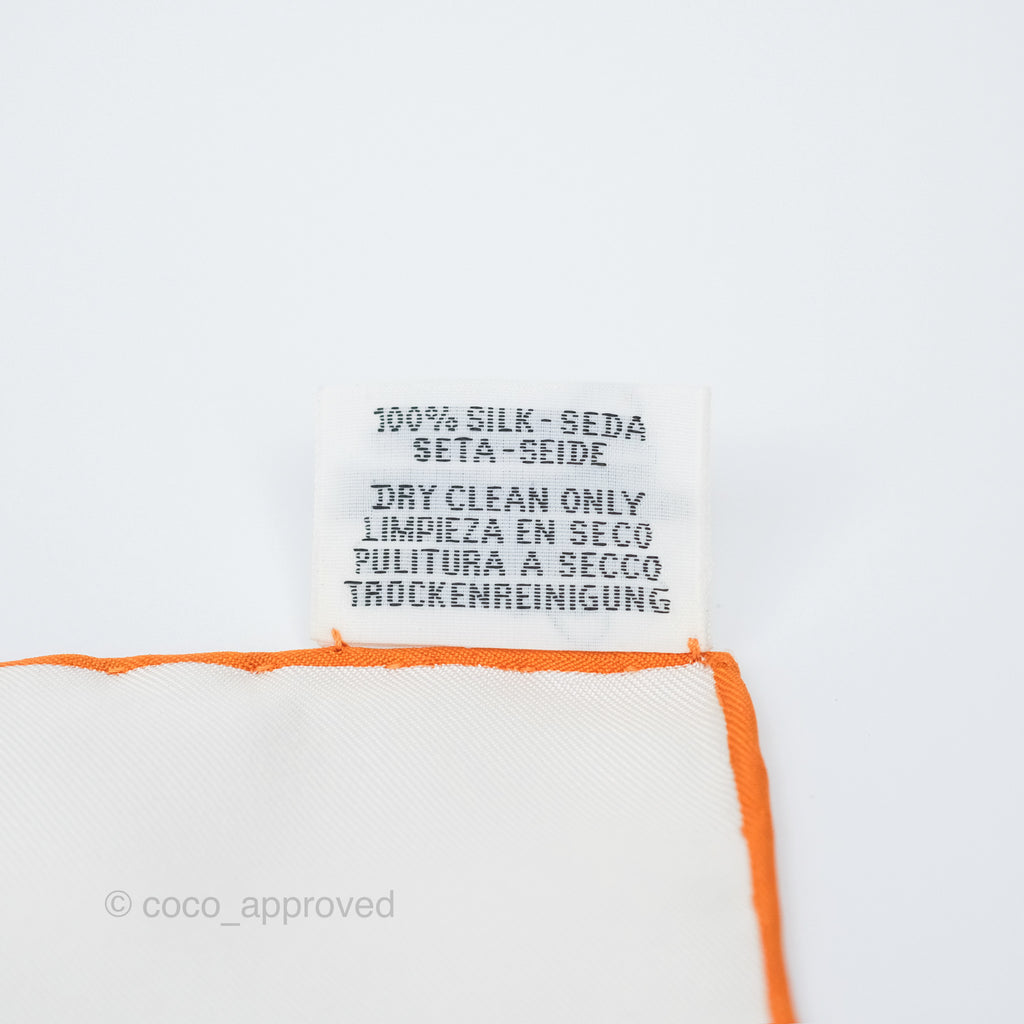 100% SILK - SEDA
SETA - SEIDE
DRY CLEAN ONLY
LIMPIEZA EN SECO
PULITURA A SECCO
TROCKENREINIGUNG
© coco_approved